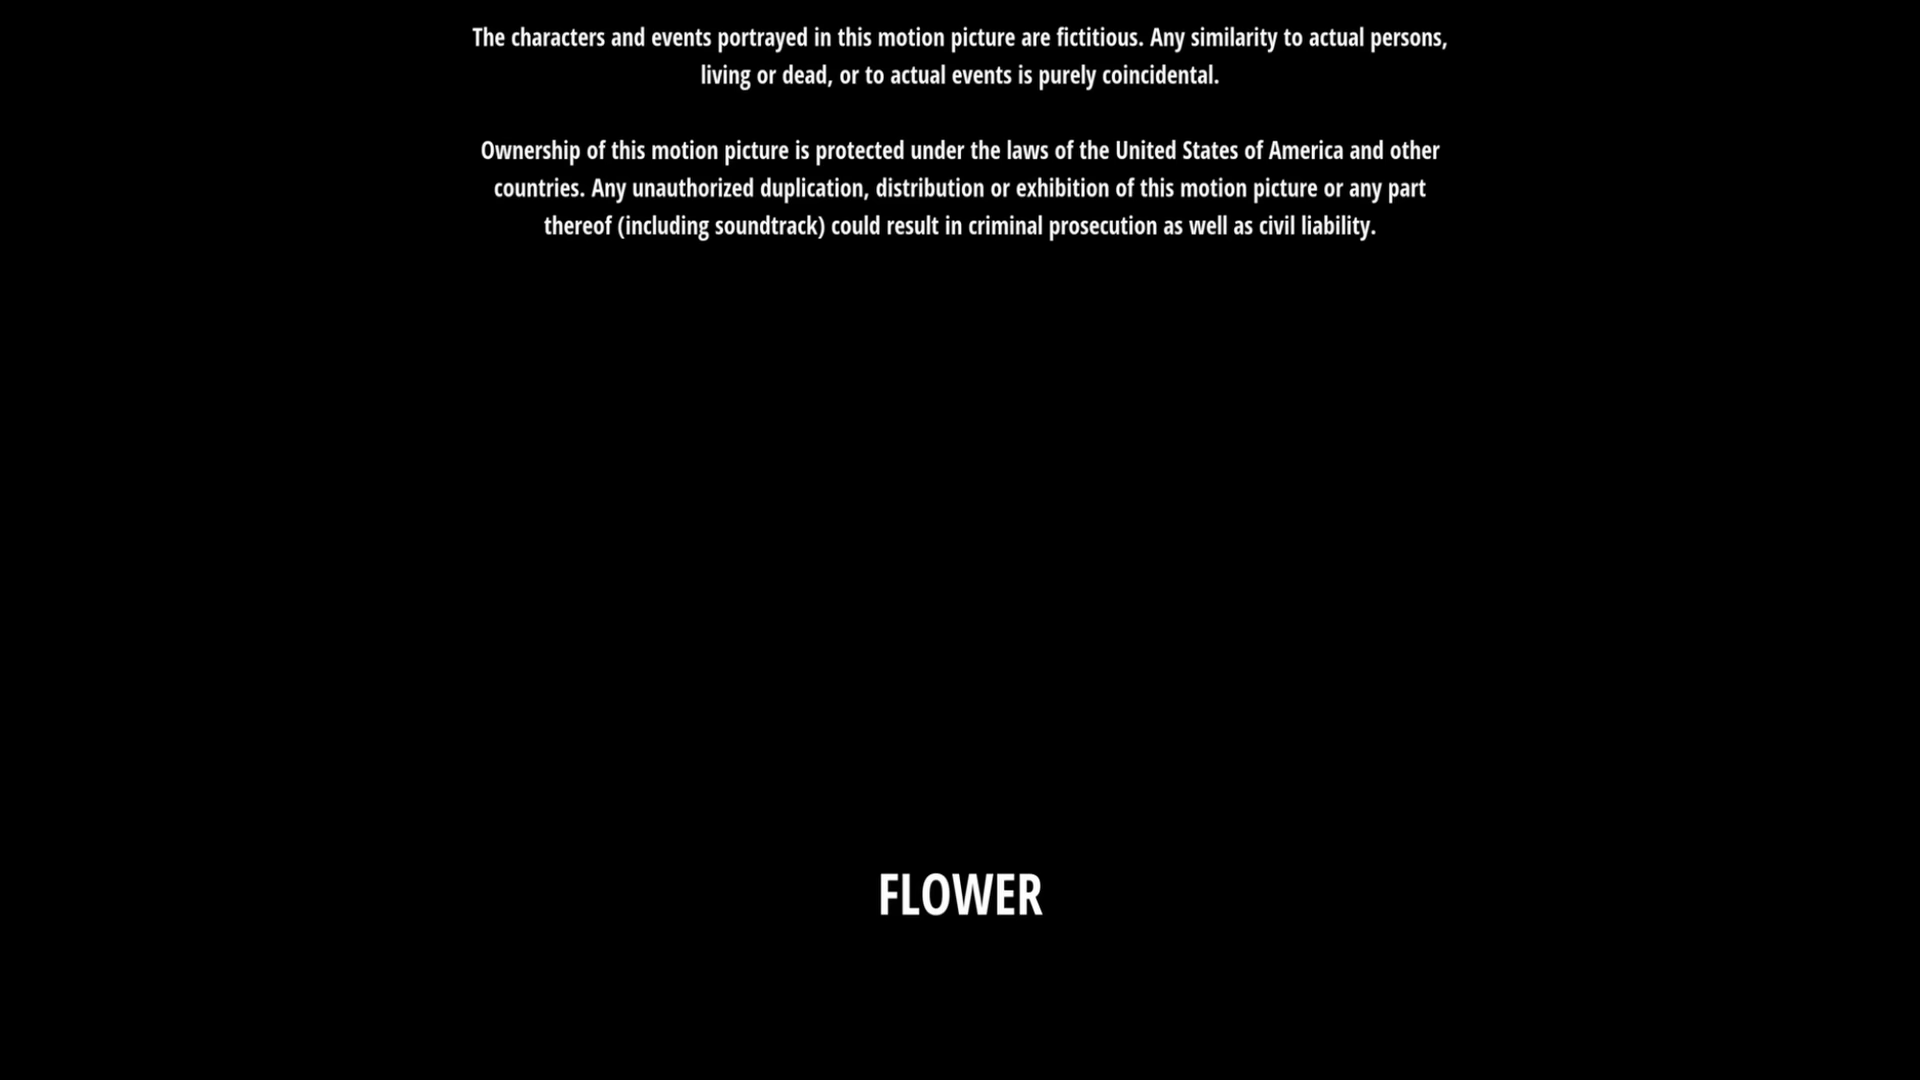 The characters and events portrayed in this motion picture are fictitious. Any similarity to actual persons,
living or dead, or to actual events is purely coincidental.
Ownership of this motion picture is protected under the laws of the United States of America and other
countries. Any unauthorized duplication, distribution or exhibition of this motion picture or any part
thereof (including soundtrack) could result in criminal prosecution as well as civil liability.
FLOWER